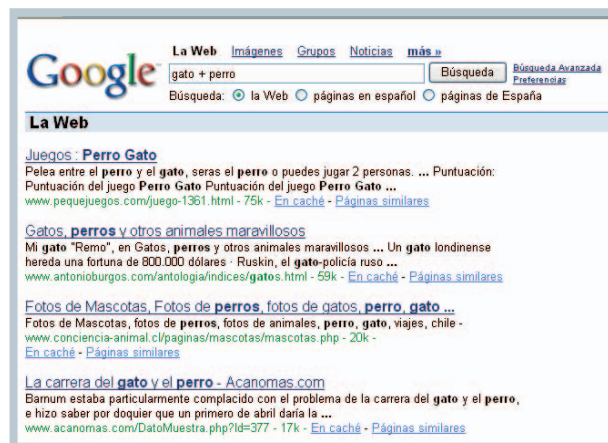 La Web Imágenes Grupos Noticias más »
Google™
gato + perro Búsqueda Búsqueda Avanzada
Preferencias
Búsqueda: la Web páginas en español páginas de España
La Web
Juegos : Perro Gato
Pelea entre el perro y el gato, seras el perro o puedes jugar 2 personas. ... Puntuación:
Puntuación del juego Perro Gato Puntuación del juego Perro Gato ...
www.pequejuegos.com/juego-1361.html - 75k - En caché - Páginas similares
Gatos, perros y otros animales maravillosos
Mi gato "Remo", en Gatos, perros y otros animales maravillosos ... Un gato londinense
hereda una fortuna de 800.000 dólares · Ruskin, el gato-policía ruso ...
www.antonioburgos.com/antologia/indices/gatos.html - 59k - En caché - Páginas similares
Fotos de Mascotas, Fotos de perros, fotos de gatos, perro, gato ...
Fotos de Mascotas, fotos de perros, fotos de animales, perro, gato, viajes, chile -
www.conciencia-animal.cl/paginas/mascotas/mascotas.php - 20k -
En caché - Páginas similares
La carrera del gato y el perro - Acanomas.com
Barnum estaba particularmente complacido con el problema de la carrera del gato y el perro,
e hizo saber por doquier que un primero de abril daría la ...
www.acanomas.com/DatoMuestra.php?Id=377 - 17k - En caché - Páginas similares